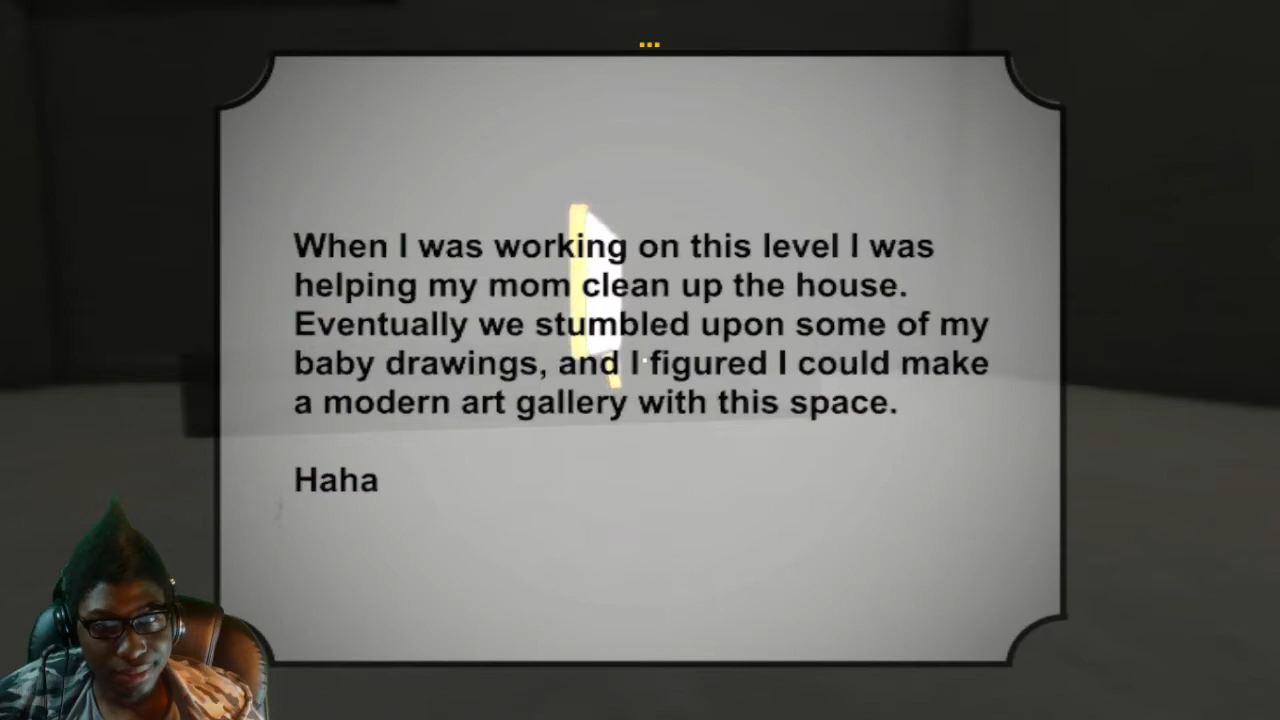 ...
When I was working on this level I was
helping my mom clean up the house.
Eventually we stumbled upon some of my
baby drawings, and I figured I could make
a modern art gallery with this space.
Haha